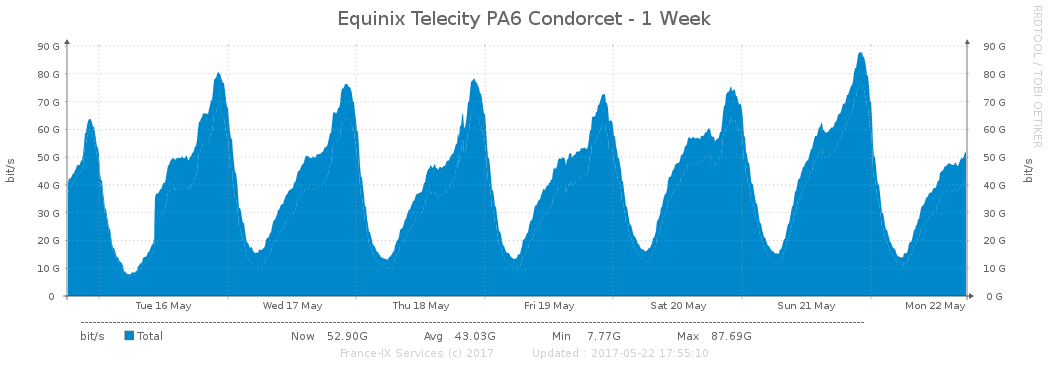 Equinix Telecity PA6 Condorcet - 1 Week
RRDTOOL / TOBI OETIKER
bit/s
90 G
80 G
70 G
60 G
50 G
40 G
30 G
20 G
10 G
0
90 G
80 G
70 G
60 G
50 G
40 G
30 G
20 G
10 G
0 G
bit/s
Tue 16 May Wed 17 May Thu 18 May Fri 19 May Sat 20 May Sun 21 May Mon 22 May
bit/s Total Now 52.90G Avg 43.03G Min 7.77G Max 87.69G
France-IX Services (c) 2017 Updated : 2017-05-22 17:55:10